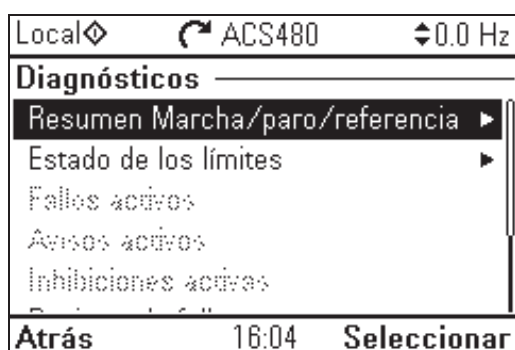 Local ACS480 0.0 Hz
Diagnósticos
Resumen Marcha/paro/referencia
Estado de los límites
Fallos activos
Avisos activos
Inhibiciones activas
Atrás 16:04 Seleccionar